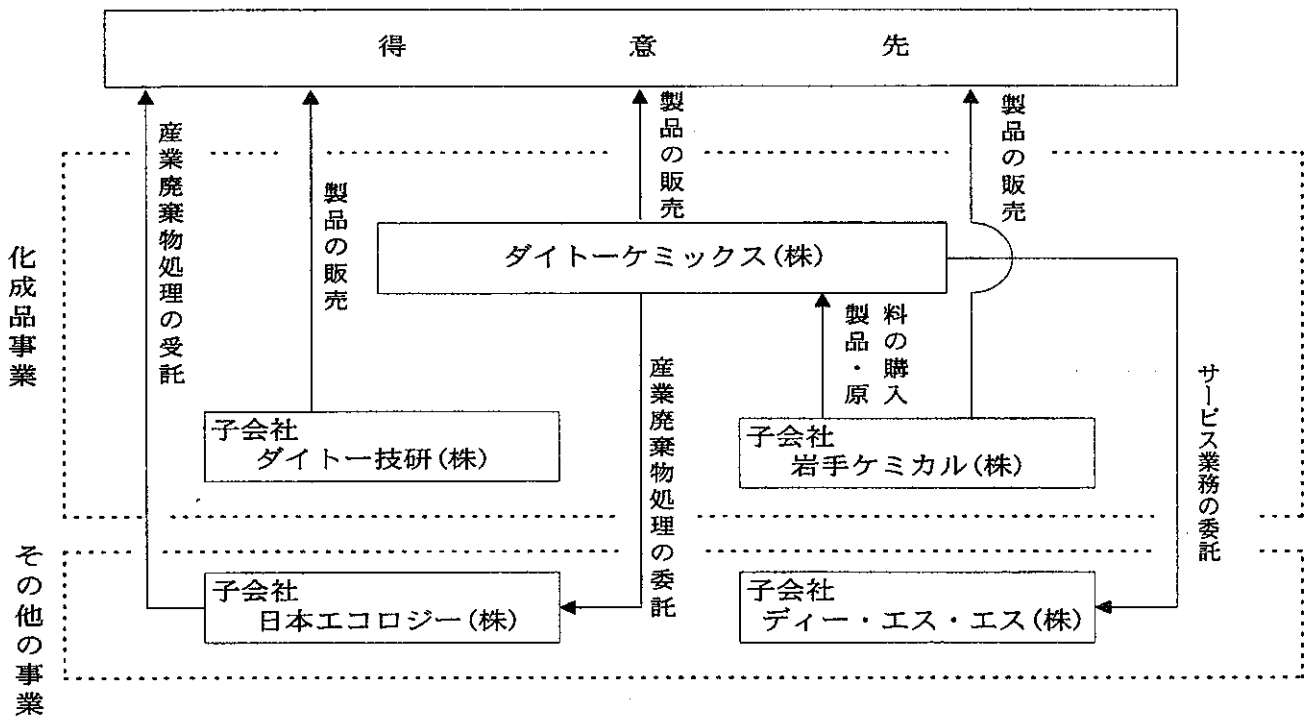 得意先
産業廃棄物処理の受託
製品の販売
製品の販売
製品の販売
化成品事業
ダイトーケミックス(株)
製品・原
料の購入
産業廃棄物処理の委託
サービス業務の委託
子会社
ダイトー技研(株)
子会社
岩手ケミカル(株)
その他の事業
子会社
日本エコロジー(株)
子会社
ディー・エス・エス(株)